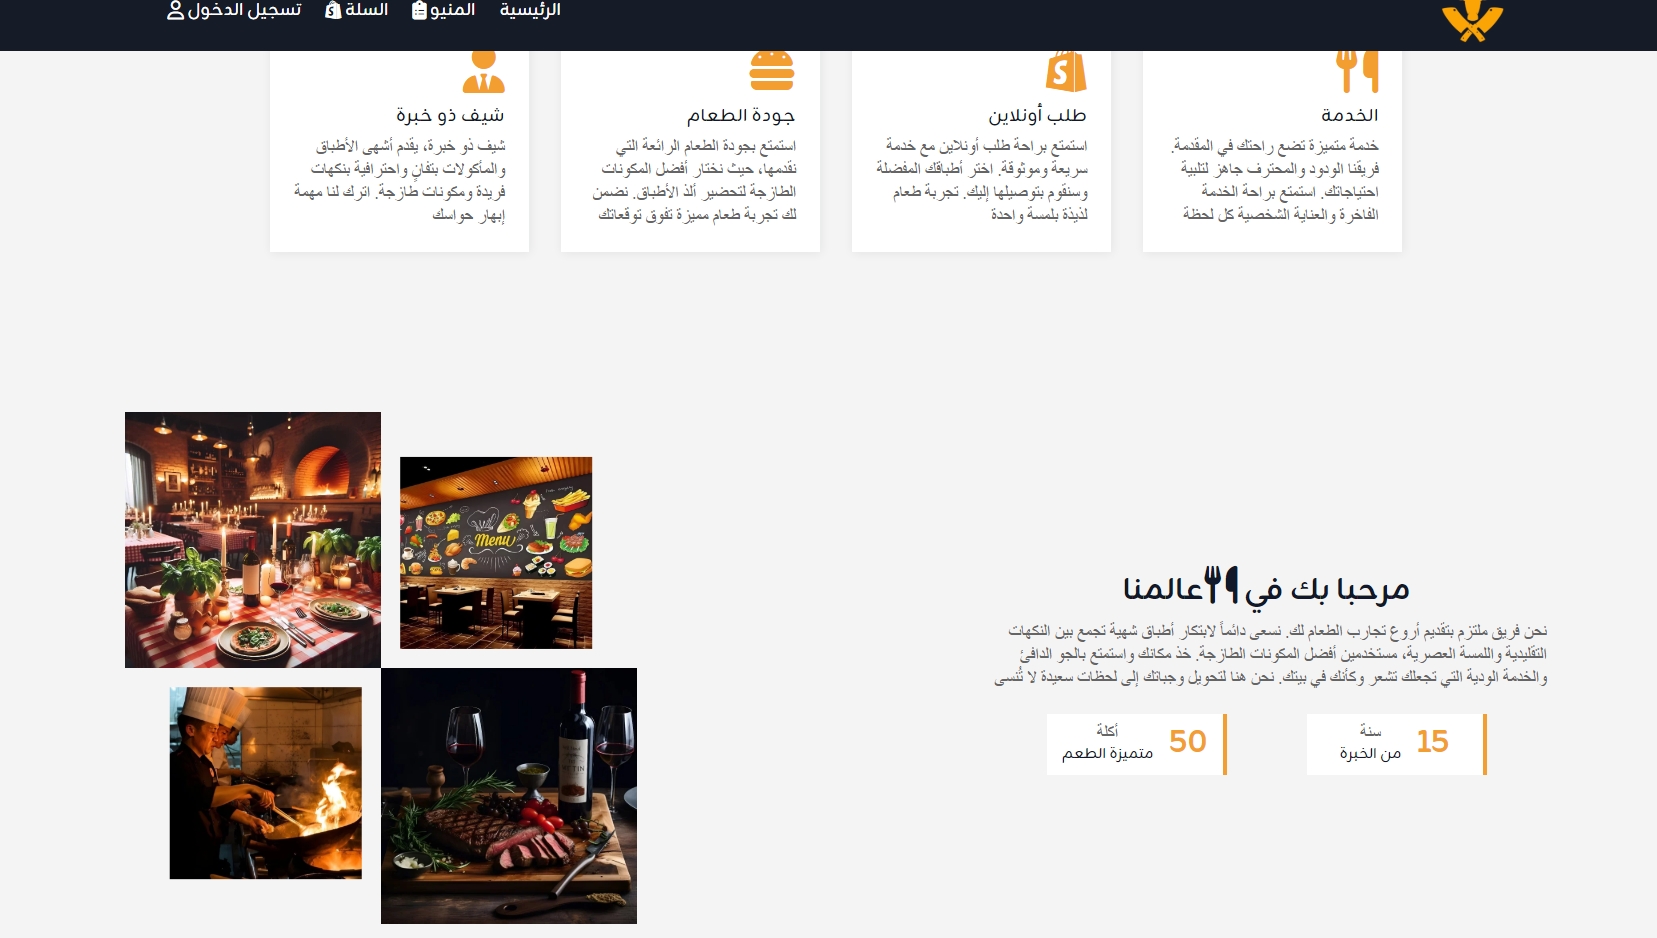 الرئيسية
المنيو
السلة
تسجيل الدخول
الخدمة
خدمة متميزة تضع راحتك في المقدمة.
فريقنا الودود والمحترف جاهز لتلبية
احتياجاتك. استمتع براحة الخدمة
الفاخرة والعناية الشخصية كل لحظة
طلب أونلاين
استمتع براحة طلب أونلاين مع خدمة
سريعة وموثوقة. اختر أطباقك المفضلة
وسنقوم بتوصيلها إليك. تجربة طعام
لذيذة بلمسة واحدة
جودة الطعام
استمتع بجودة الطعام الرائعة التي
نقدمها، حيث نختار أفضل المكونات
الطازجة لتحضير ألذ الأطباق. نضمن
لك تجربة طعام مميزة تفوق توقعاتك
شيف ذو خبرة
شيف ذو خبرة، يقدم أشهى الأطباق
والمأكولات بتفانٍ واحترافية بنكهات
فريدة ومكونات طازجة. اترك لنا مهمة
إبهار حواسك
مرحبا بك في عالمنا
نحن فريق ملتزم بتقديم أروع تجارب الطعام لك. نسعى دائماً لابتكار أطباق شهية تجمع بين النكهات
التقليدية واللمسة العصرية، مستخدمين أفضل المكونات الطازجة. خذ مكانك واستمتع بالجو الدافئ
والخدمة الودية التي تجعلك تشعر وكأنك في بيتك. نحن هنا لتحويل وجباتك إلى لحظات سعيدة لا تُنسى
15
سنة
من الخبرة
50
أكلة
متميزة الطعم
Menu